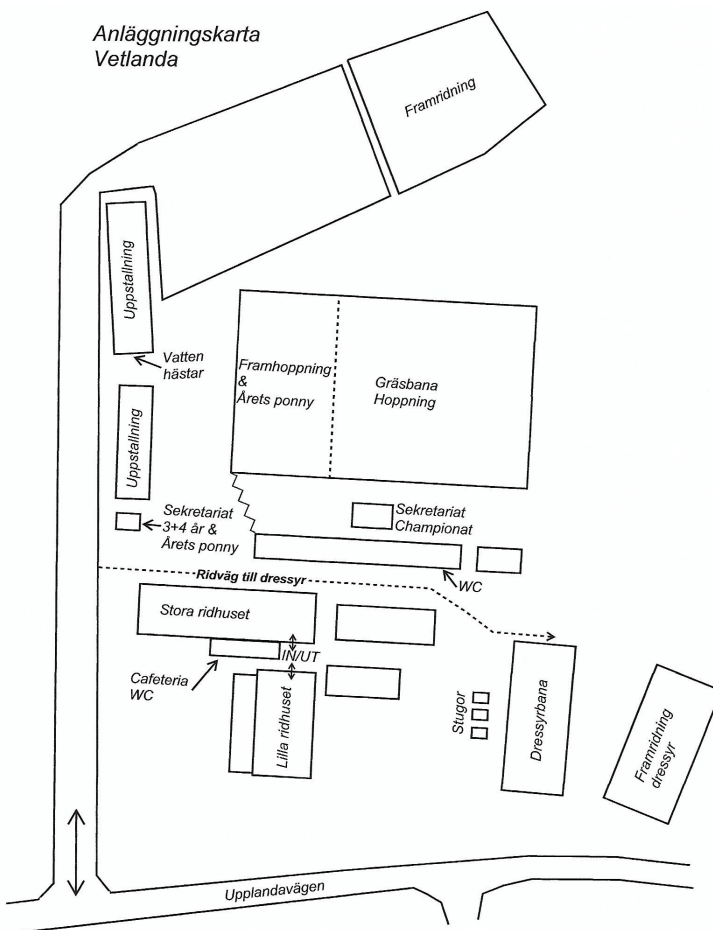 Anläggningskarta
Vetlanda
Framridning
Uppstallning
Vatten
hästar
Framhoppning
&
Årets ponny
Gräsbana
Hoppning
Uppstallning
Sekretariat
3+4 år &
Årets ponny
Sekretariat
Championat
WC
Ridväg till dressyr
Stora ridhuset
IN/UT
Cafeteria
WC
Lilla ridhuset
Stugor
Dressyrbana
Framridning
dressyr
Upplandavägen